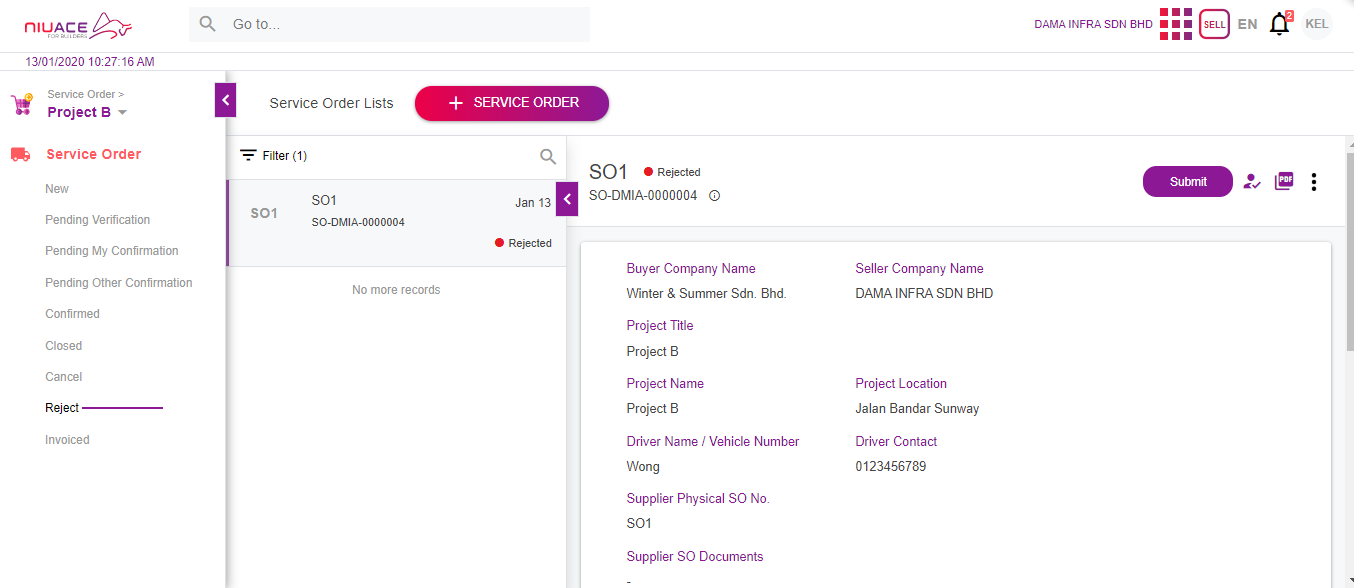 NIUACE
FOR BUILDERS
Go to...
DAMA INFRA SDN BHD
SELL
EN
2
KEL
13/01/2020 10:27:16 AM
Service Order >
Project B
Service Order
New
Pending Verification
Pending My Confirmation
Pending Other Confirmation
Confirmed
Closed
Cancel
Reject
Invoiced
Service Order Lists
+ SERVICE ORDER
Filter (1)
SO1
SO1
Jan 13
SO-DMIA-0000004
Rejected
No more records
SO1
Rejected
SO-DMIA-0000004
Submit
PDF
Buyer Company Name
Seller Company Name
Winter & Summer Sdn. Bhd.
DAMA INFRA SDN BHD
Project Title
Project B
Project Name
Project Location
Project B
Jalan Bandar Sunway
Driver Name / Vehicle Number
Driver Contact
Wong
0123456789
Supplier Physical SO No.
SO1
Supplier SO Documents
-